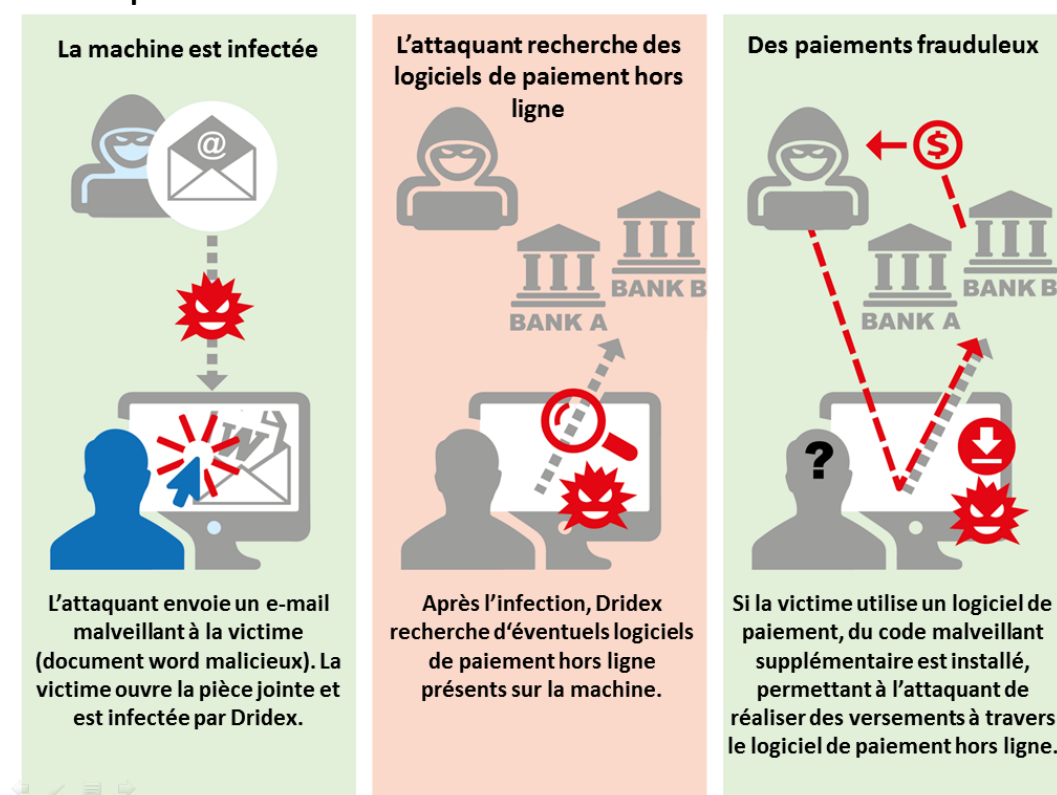 La machine est infectée
@
W
L'attaquant envoie un e-mail
malveillant à la victime
(document word malicieux). La
victime ouvre la pièce jointe et
est infectée par Dridex.
L'attaquant recherche des
logiciels de paiement hors
ligne
BANK B
BANK A
Après l'infection, Dridex
recherche d'éventuels logiciels
de paiement hors ligne
présents sur la machine.
Des paiements frauduleux
$
BANK B
BANK A
?
Si la victime utilise un logiciel de
paiement, du code malveillant
supplémentaire est installé,
permettant à l'attaquant de
réaliser des versements à travers
le logiciel de paiement hors ligne.